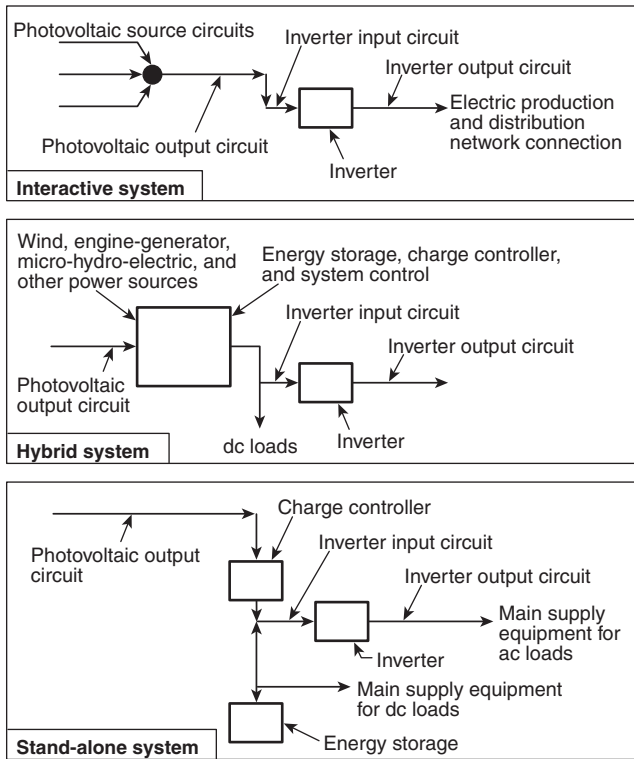 Photovoltaic source circuits
Inverter input circuit
Inverter output circuit
Electric production
and distribution
network connection
Photovoltaic output circuit
Inverter
Interactive system
Wind, engine-generator,
micro-hydro-electric, and
other power sources
Energy storage, charge controller,
and system control
Inverter input circuit
Inverter output circuit
Photovoltaic
output circuit
dc loads
Inverter
Hybrid system
Charge controller
Photovoltaic output
circuit
Inverter input circuit
Inverter output circuit
Main supply
equipment for
ac loads
Inverter
Main supply equipment
for dc loads
Energy storage
Stand-alone system